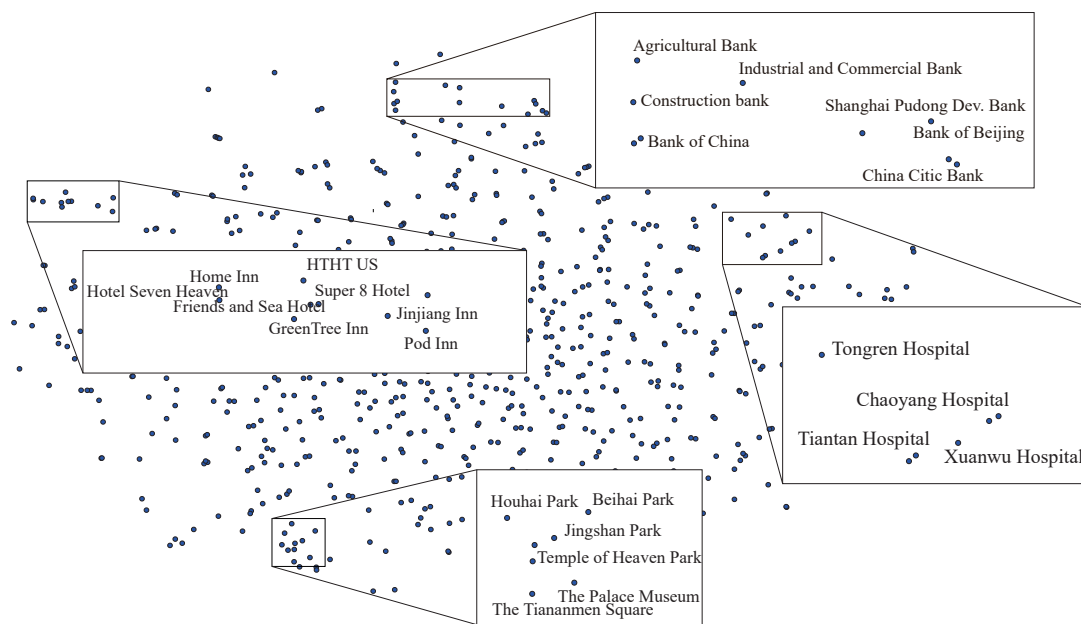 Agricultural Bank
Industrial and Commercial Bank
Construction bank
Shanghai Pudong Dev. Bank
Bank of China
Bank of Beijing
China Citic Bank
HTHT US
Home Inn
Hotel Seven Heaven
Super 8 Hotel
Friends and Sea Hotel
Jinjiang Inn
GreenTree Inn
Pod Inn
Tongren Hospital
Chaoyang Hospital
Tiantan Hospital
Xuanwu Hospital
Houhai Park
Beihai Park
Jingshan Park
Temple of Heaven Park
The Palace Museum
The Tiananmen Square